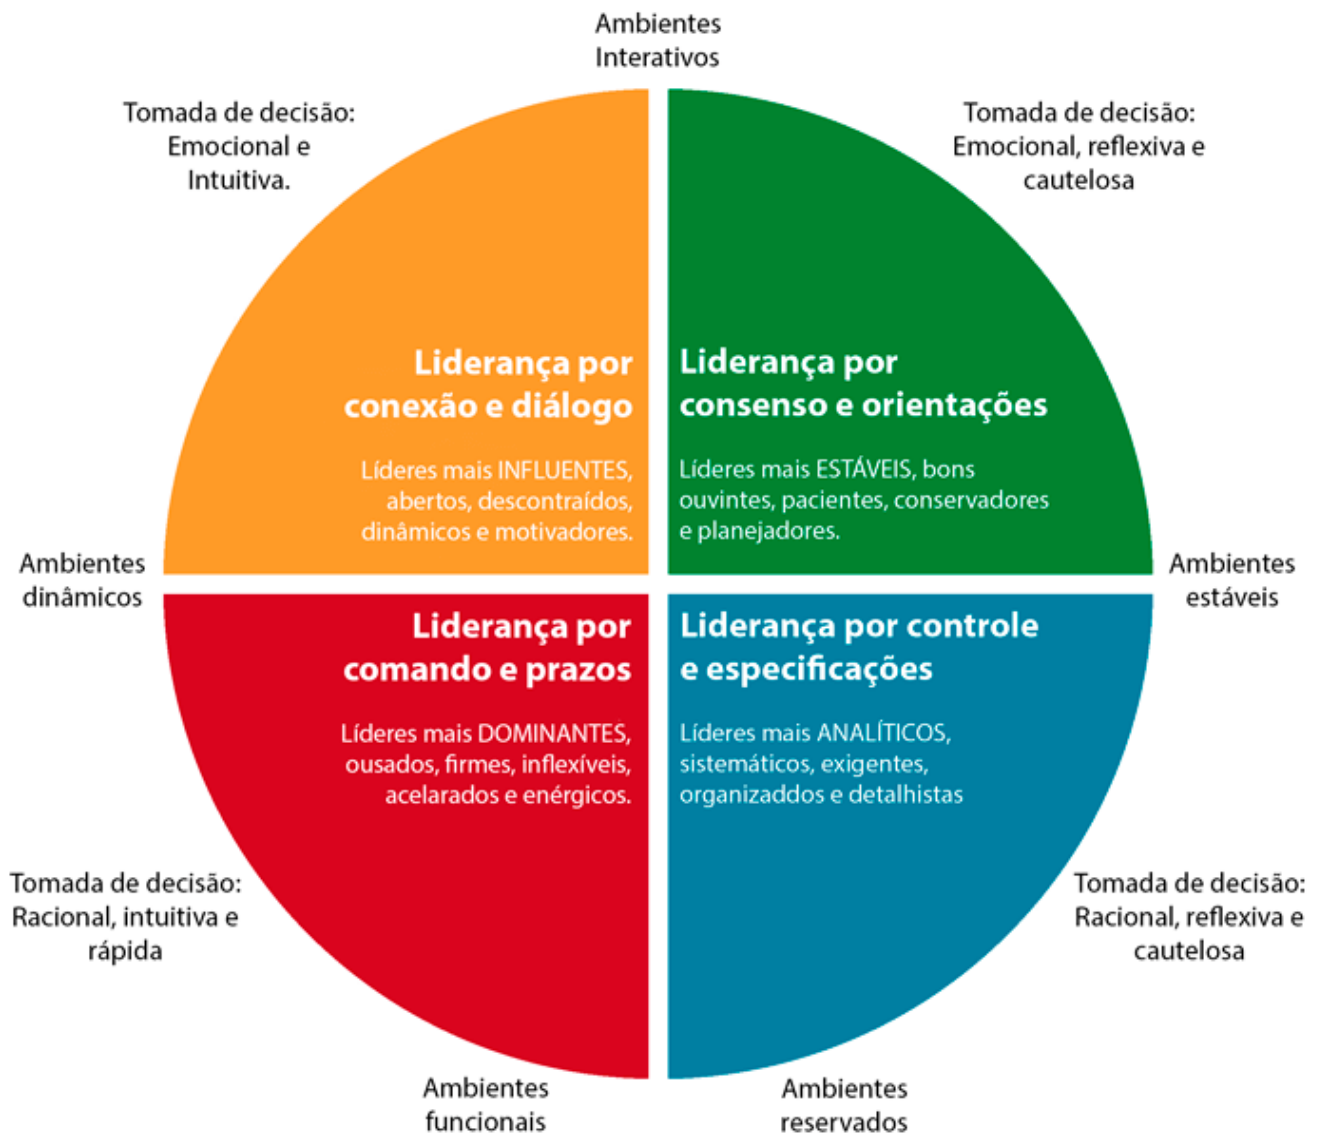 Ambientes
Interativos
Tomada de decisão:
Emocional e
Intuitiva.
Tomada de decisão:
Emocional, reflexiva e
cautelosa
Liderança por
conexão e diálogo
Líderes mais INFLUENTES,
abertos, descontraídos,
dinâmicos e motivadores.
Liderança por
consenso e orientações
Líderes mais ESTÁVEIS, bons
ouvintes, pacientes, conservadores
e planejadores.
Ambientes
dinâmicos
Ambientes
estáveis
Liderança por
comando e prazos
Líderes mais DOMINANTES,
ousados, firmes, inflexíveis,
acelarados e enérgicos.
Liderança por controle
e especificações
Líderes mais ANALÍTICOS,
sistemáticos, exigentes,
organizaddos e detalhistas
Tomada de decisão:
Racional, intuitiva e
rápida
Tomada de decisão:
Racional, reflexiva e
cautelosa
Ambientes
funcionais
Ambientes
reservados